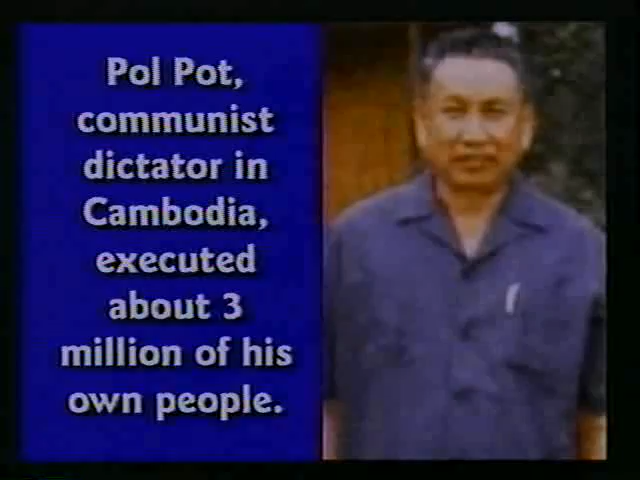 Pol Pot,
communist
dictator in
Cambodia,
executed
about 3
million of his
own people.